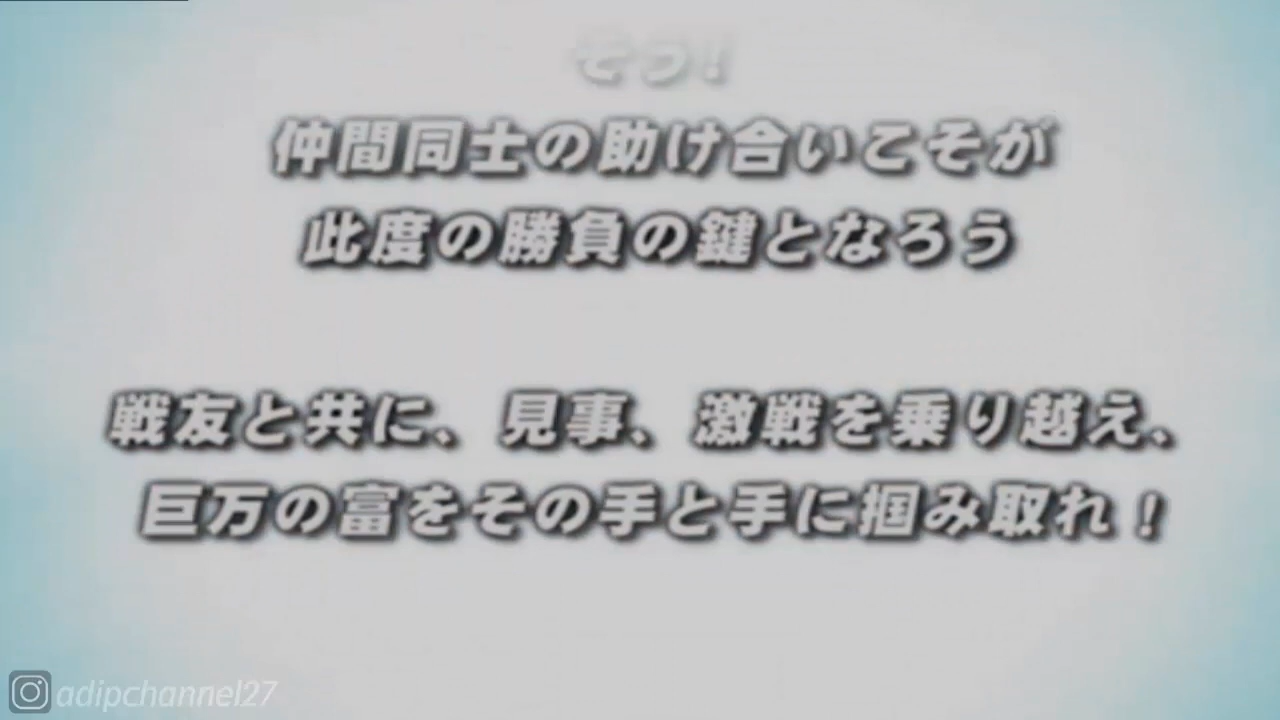 そう!
仲間同士の助け合いこそが
此度の勝負の鍵となろう
戦友と共に、見事、激戦を乗り越え、
巨万の富をその手と手に掴み取れ!
adipchannel27